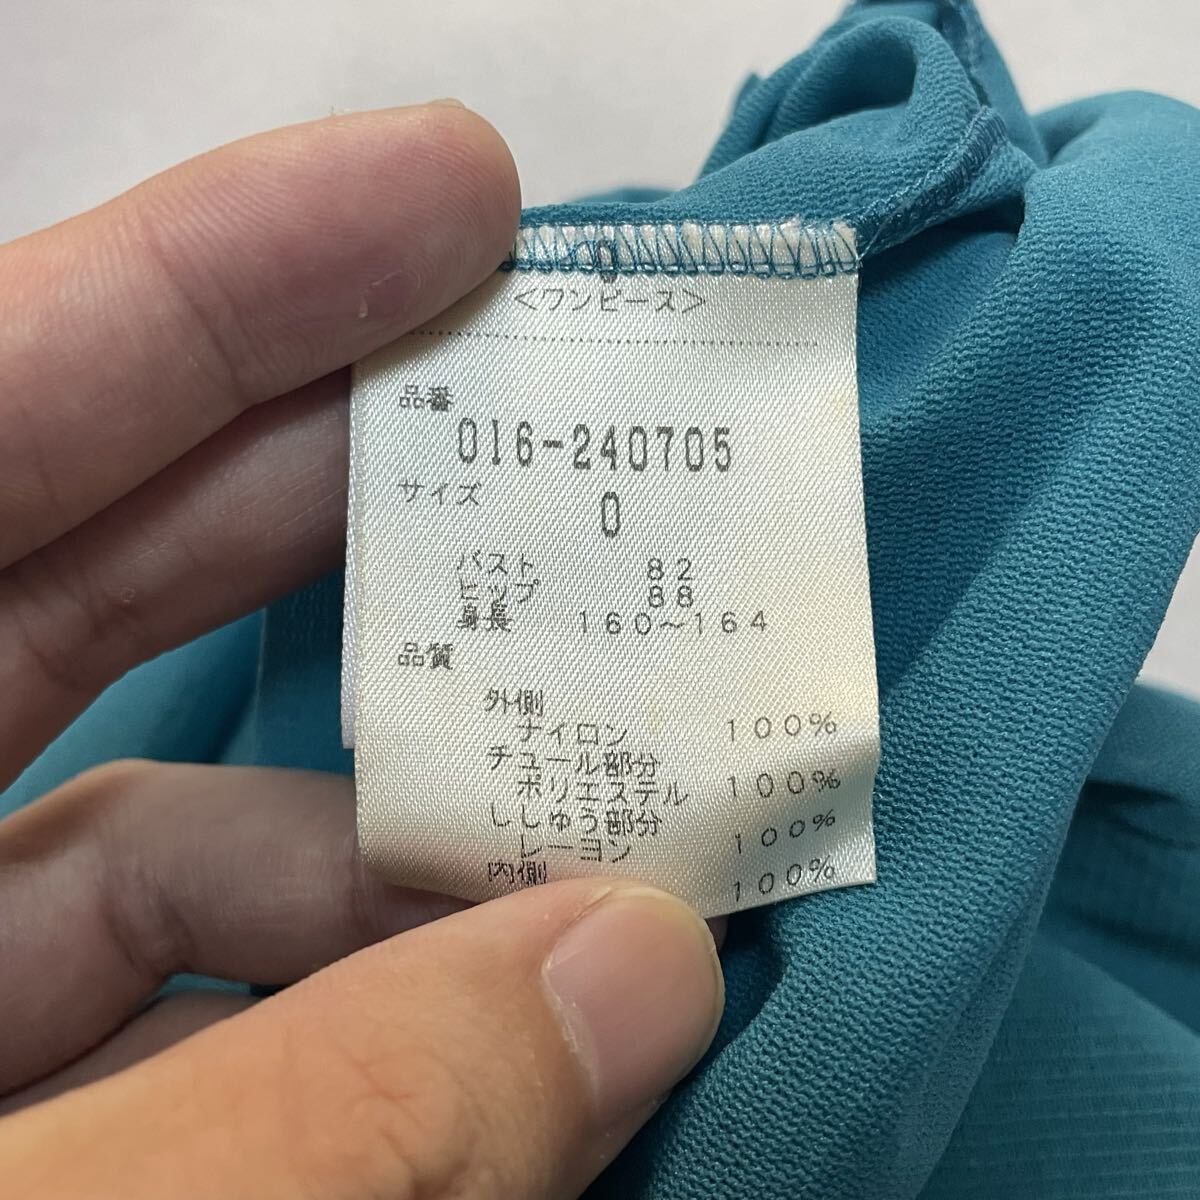 0
<ワンピース>
品番
016-240705
サイズ
0
バスト 82
ヒップ 88
身長 160～164
品質
外側
ナイロン 100%
チュール部分
ポリエステル 100%
ししゅう部分
レーヨン 100%
内側
100%